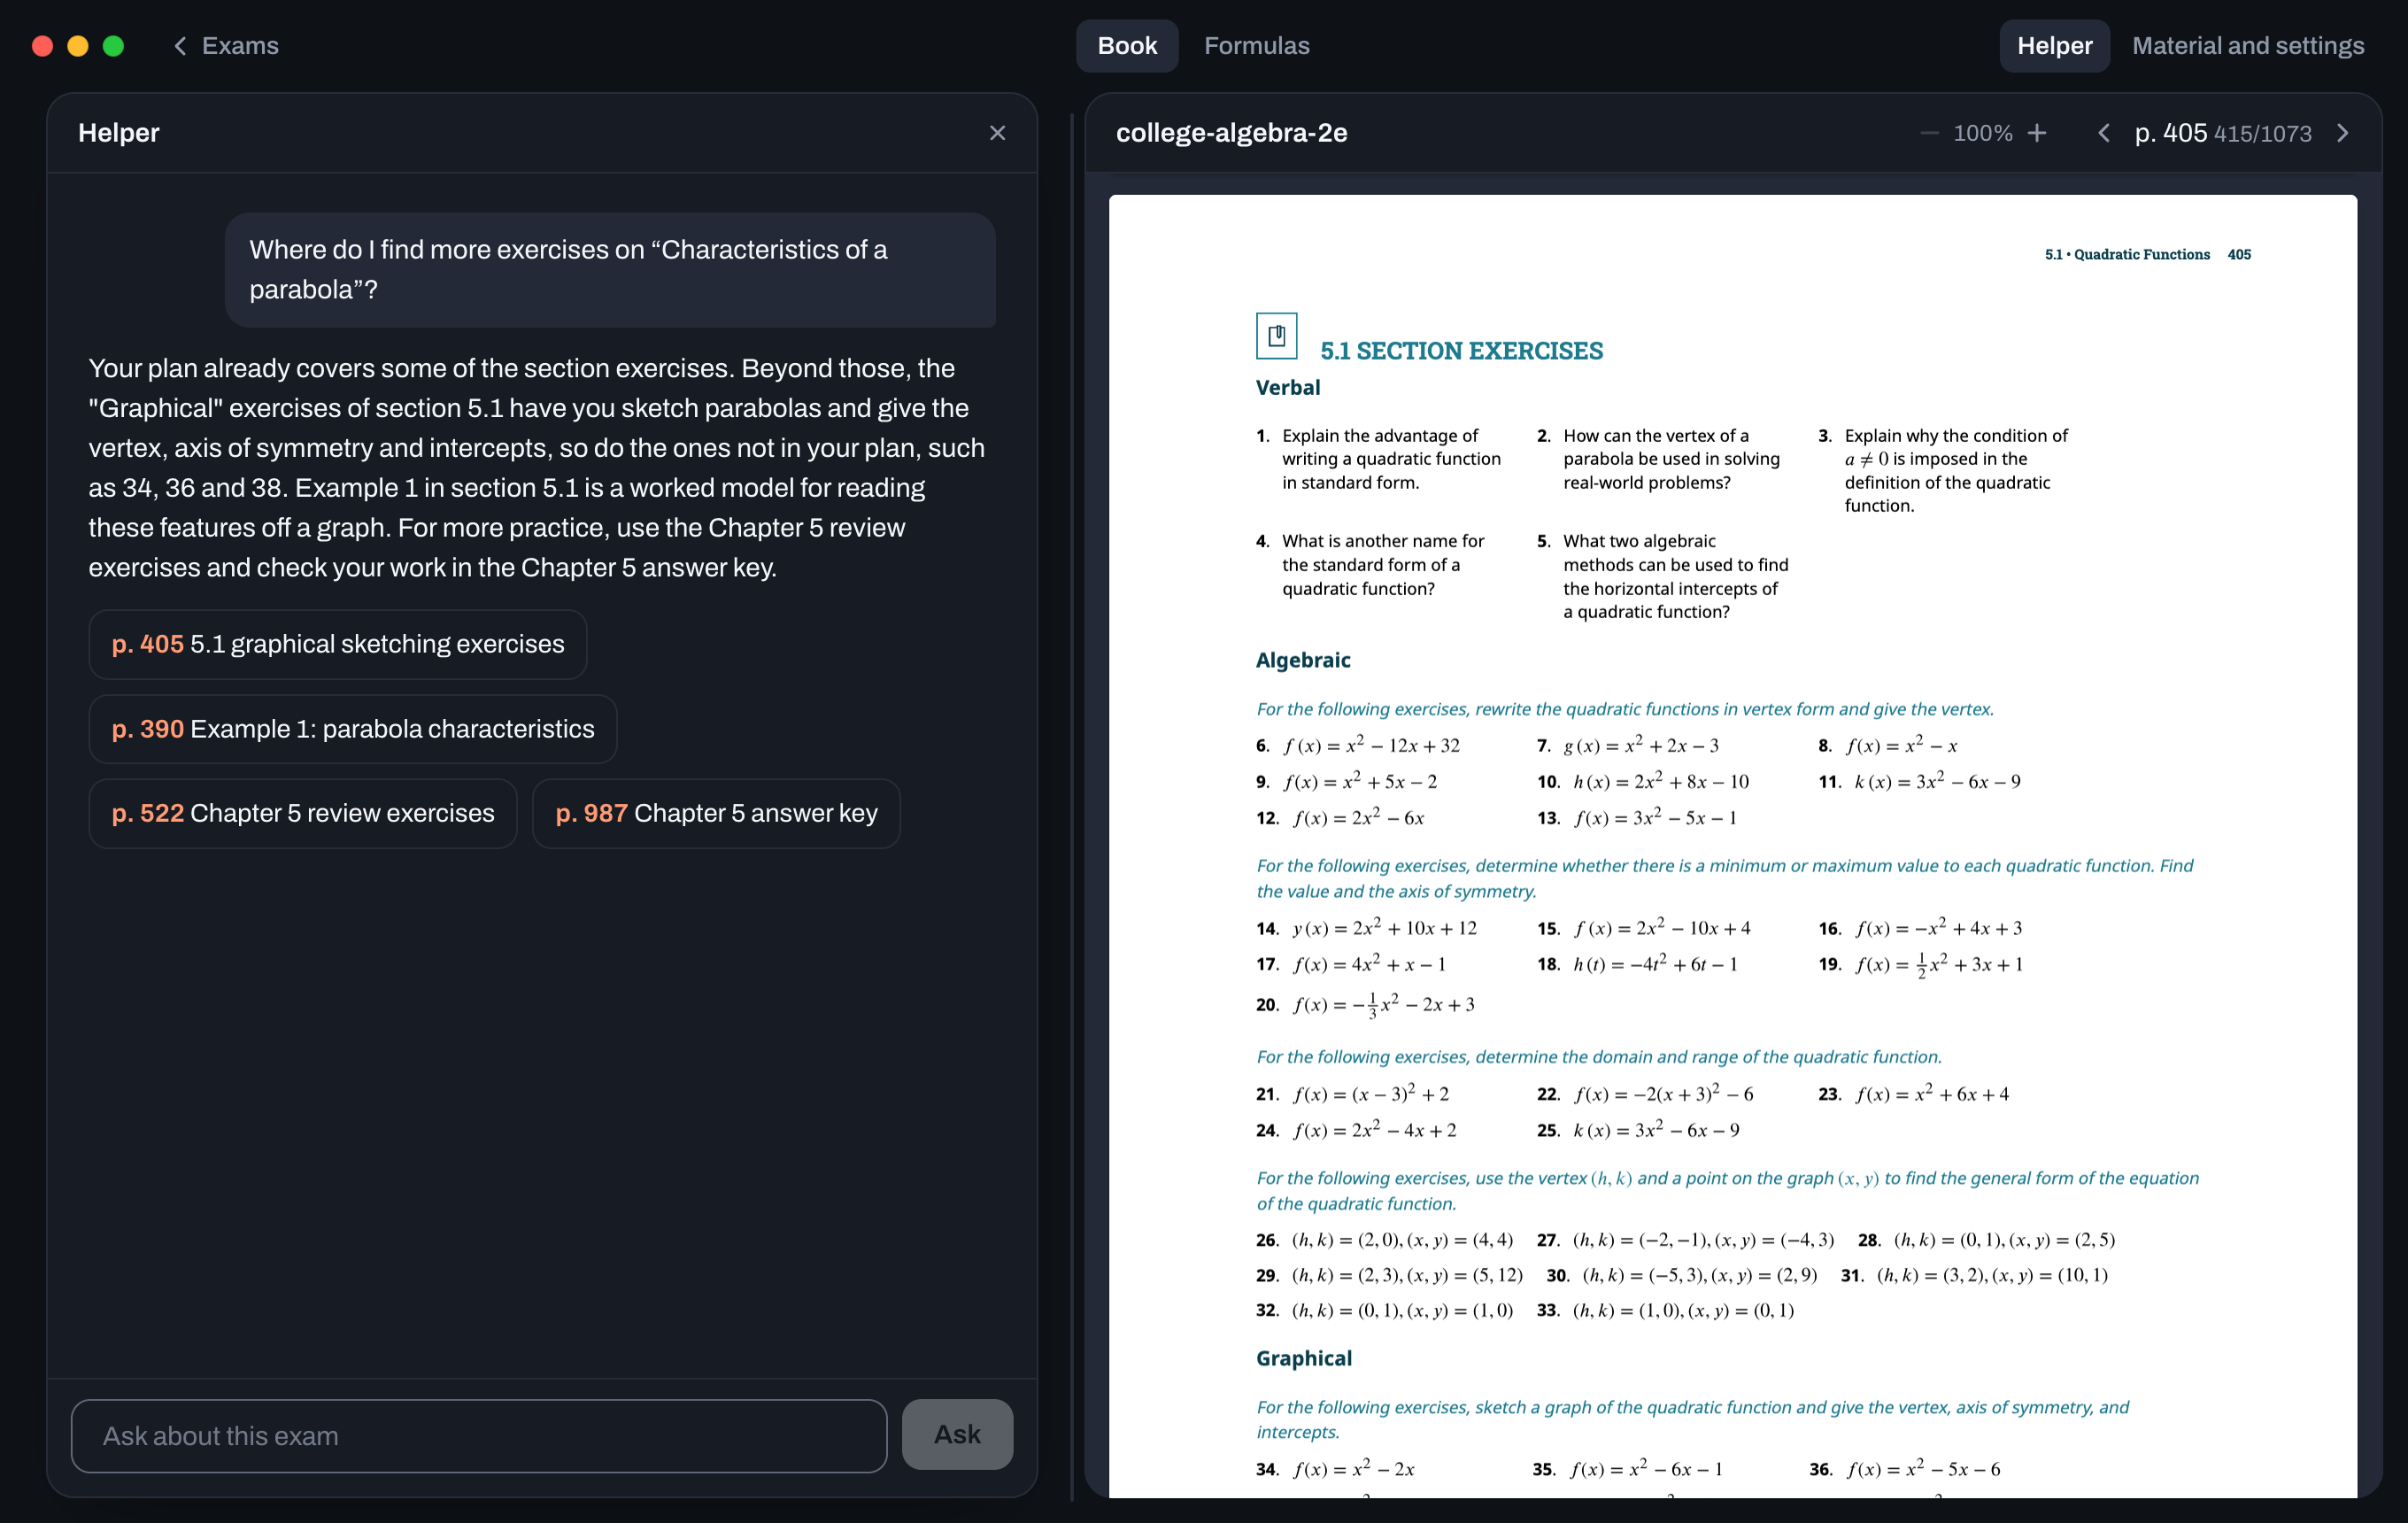 Exams
Book
Formulas
Helper
Material and settings
Helper
Where do I find more exercises on “Characteristics of a
parabola”?
Your plan already covers some of the section exercises. Beyond those, the
"Graphical" exercises of section 5.1 have you sketch parabolas and give the
vertex, axis of symmetry and intercepts, so do the ones not in your plan, such
as 34, 36 and 38. Example 1 in section 5.1 is a worked model for reading
these features off a graph. For more practice, use the Chapter 5 review
exercises and check your work in the Chapter 5 answer key.
p. 405 5.1 graphical sketching exercises
p. 390 Example 1: parabola characteristics
p. 522 Chapter 5 review exercises
p. 987 Chapter 5 answer key
Ask about this exam
Ask
college-algebra-2e
100%
p. 405 415/1073
5.1 • Quadratic Functions 405
5.1 SECTION EXERCISES
Verbal
1. Explain the advantage of
writing a quadratic function
in standard form.
2. How can the vertex of a
parabola be used in solving
real-world problems?
3. Explain why the condition of
a ≠ 0 is imposed in the
definition of the quadratic
function.
4. What is another name for
the standard form of a
quadratic function?
5. What two algebraic
methods can be used to find
the horizontal intercepts of
a quadratic function?
Algebraic
For the following exercises, rewrite the quadratic functions in vertex form and give the vertex.
6. f(x) = x² − 12x + 32
7. g(x) = x² + 2x − 3
8. f(x) = x² − x
9. f(x) = x² + 5x − 2
10. h(x) = 2x² + 8x − 10
11. k(x) = 3x² − 6x − 9
12. f(x) = 2x² − 6x
13. f(x) = 3x² − 5x − 1
For the following exercises, determine whether there is a minimum or maximum value to each quadratic function. Find
the value and the axis of symmetry.
14. y(x) = 2x² + 10x + 12
15. f(x) = 2x² − 10x + 4
16. f(x) = −x² + 4x + 3
17. f(x) = 4x² + x − 1
18. h(t) = −4t² + 6t − 1
19. f(x) = 1/2x² + 3x + 1
20. f(x) = −1/3x² − 2x + 3
For the following exercises, determine the domain and range of the quadratic function.
21. f(x) = (x − 3)² + 2
22. f(x) = −2(x + 3)² − 6
23. f(x) = x² + 6x + 4
24. f(x) = 2x² − 4x + 2
25. k(x) = 3x² − 6x − 9
For the following exercises, use the vertex (h, k) and a point on the graph (x, y) to find the general form of the equation
of the quadratic function.
26. (h, k) = (2, 0), (x, y) = (4, 4)
27. (h, k) = (−2, −1), (x, y) = (−4, 3)
28. (h, k) = (0, 1), (x, y) = (2, 5)
29. (h, k) = (2, 3), (x, y) = (5, 12)
30. (h, k) = (−5, 3), (x, y) = (2, 9)
31. (h, k) = (3, 2), (x, y) = (10, 1)
32. (h, k) = (0, 1), (x, y) = (1, 0)
33. (h, k) = (1, 0), (x, y) = (0, 1)
Graphical
For the following exercises, sketch a graph of the quadratic function and give the vertex, axis of symmetry, and
intercepts.
34. f(x) = x² − 2x
35. f(x) = x² − 6x − 1
36. f(x) = x² − 5x − 6